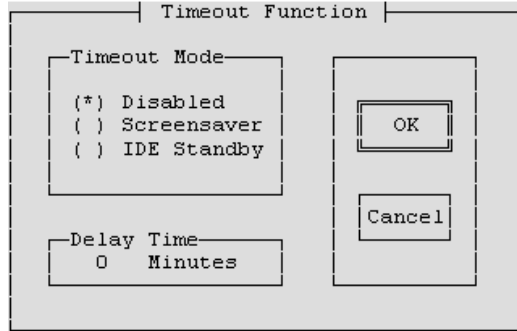 Timeout Function
Timeout Mode
(*) Disabled
( ) Screensaver
( ) IDE Standby
OK
Cancel
Delay Time
0 Minutes